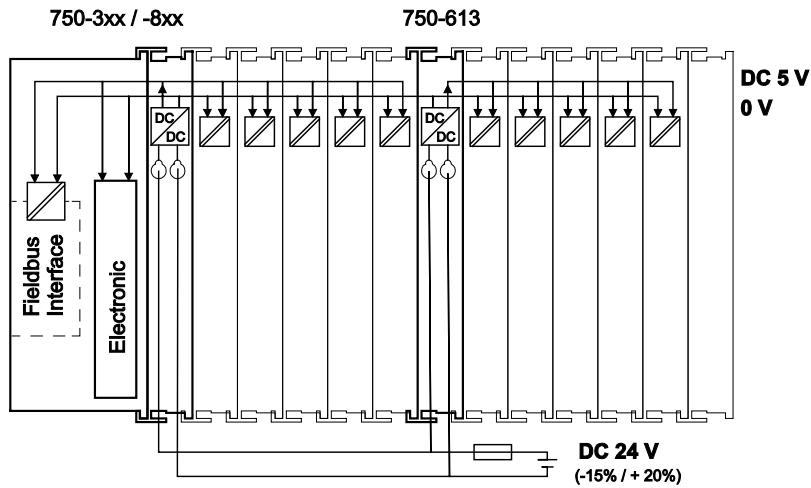 750-3xx / -8xx
750-613
DC 5 V
0 V
DC
DC
DC
DC
Fieldbus
Interface
Electronic
DC 24 V
(-15% / + 20%)